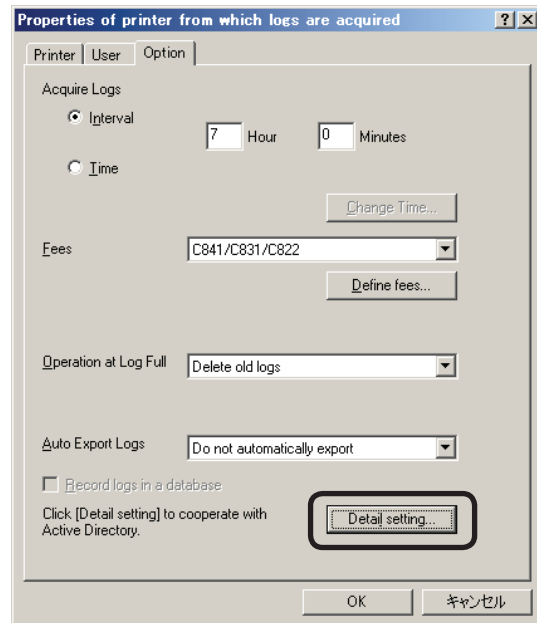 Properties of printer from which logs are acquired
Printer User Option
Acquire Logs
Interval
7 Hour 0 Minutes
Time
Change Time...
Fees C841/C831/C822
Define fees...
Operation at Log Full Delete old logs
Auto Export Logs Do not automatically export
Record logs in a database
Click [Detail setting] to cooperate with
Active Directory.
Detail setting...
OK キャンセル